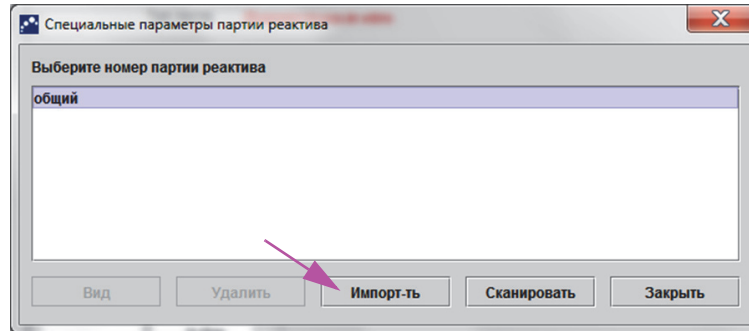 Специальные параметры партии реактива
Выберите номер партии реактива
общий
Вид Удалить Импорт-ть Сканировать Закрыть